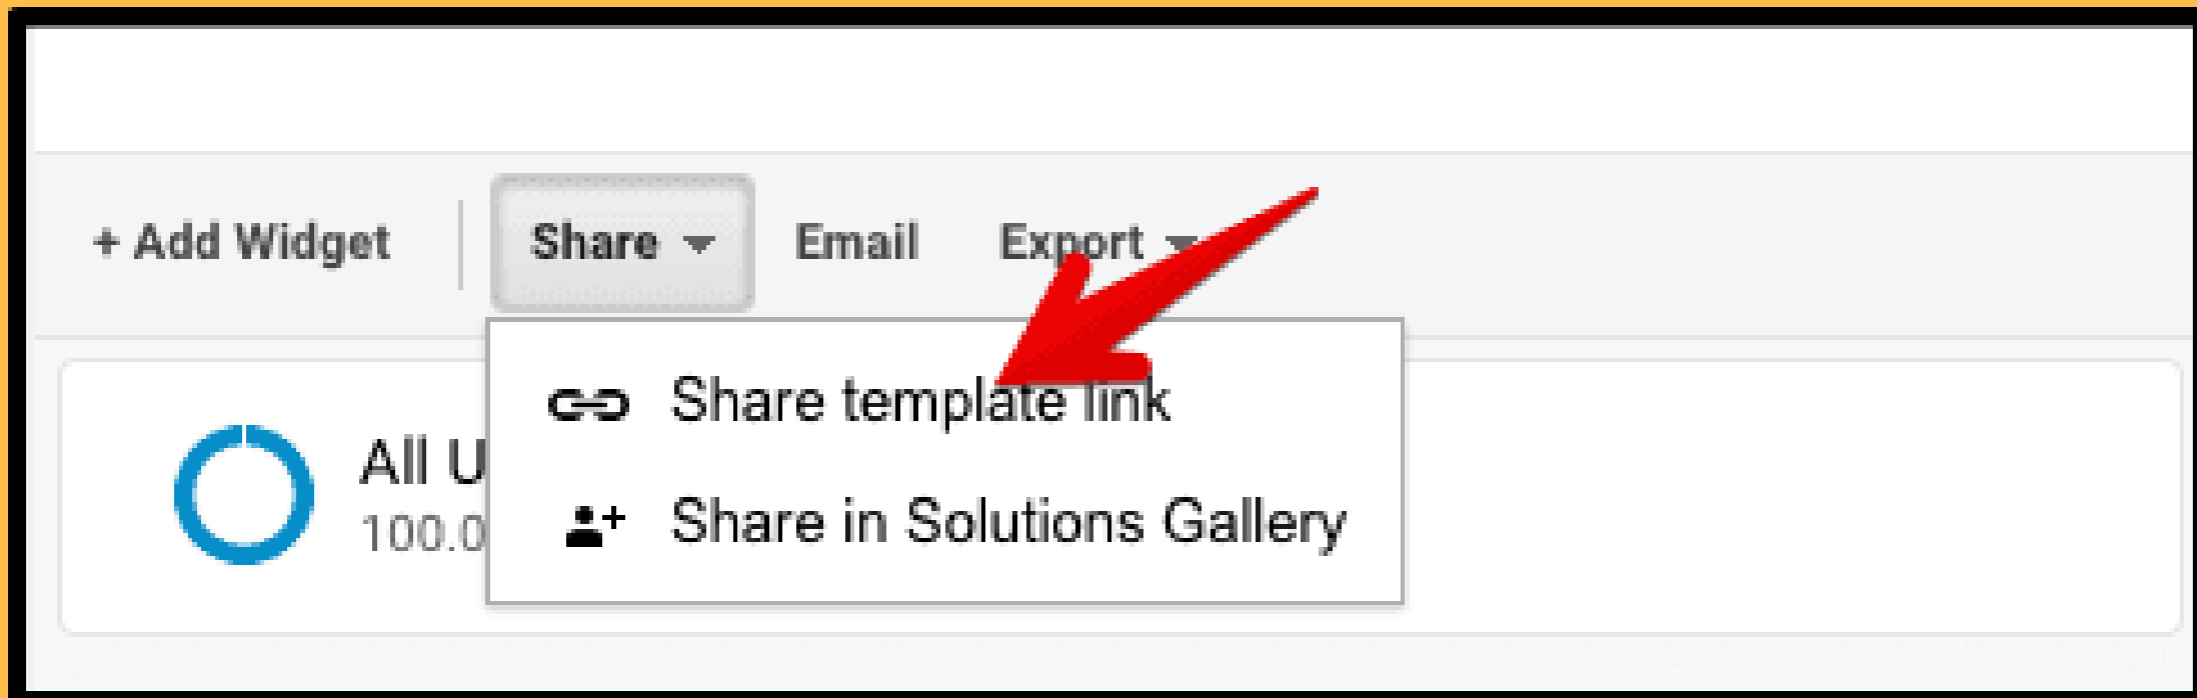 + Add Widget Share Email Export
Share template link
Share in Solutions Gallery
All U
100.0